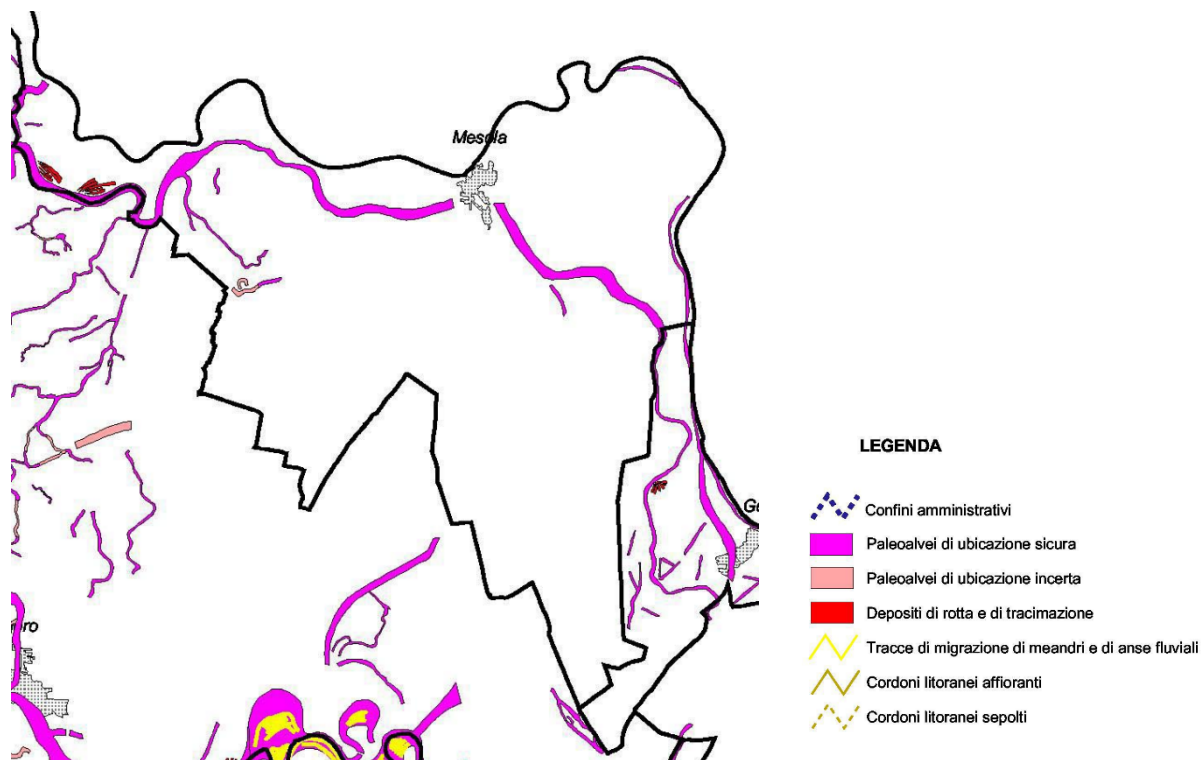 Mesola
LEGENDA
Confini amministrativi
Paleoalvei di ubicazione sicura
Paleoalvei di ubicazione incerta
Depositi di rotta e di tracimazione
Tracce di migrazione di meandri e di anse fluviali
Cordoni litoranei affioranti
Cordoni litoranei sepolti